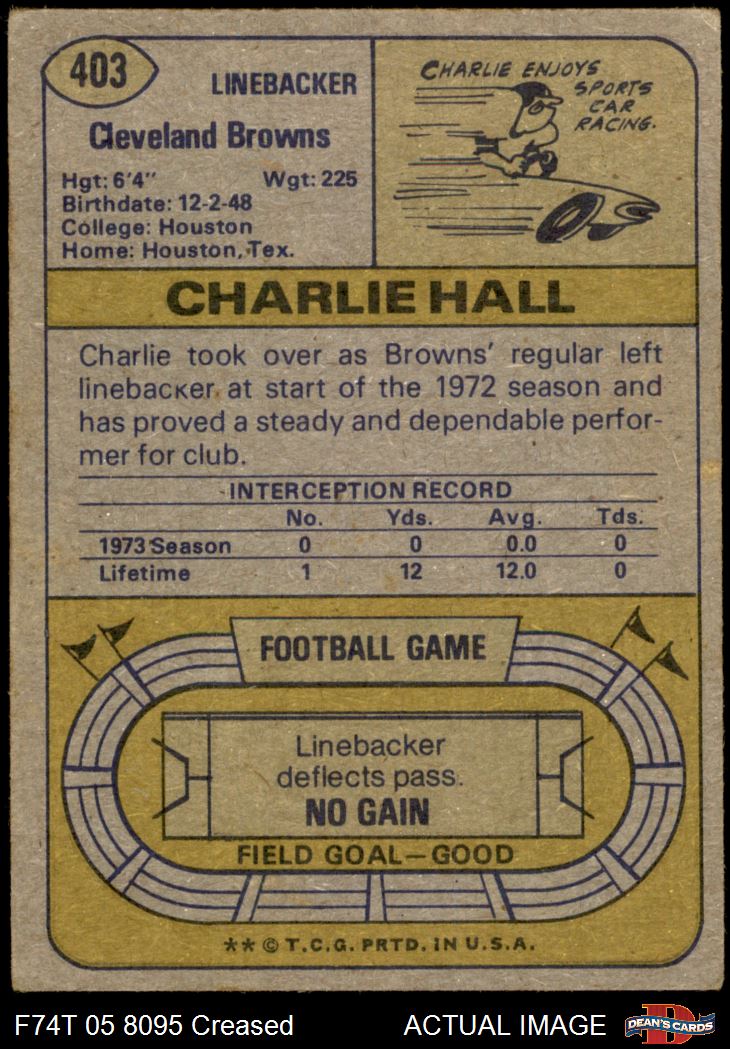 403
LINEBACKER
Cleveland Browns
Hgt: 6'4" Wgt: 225
Birthdate: 12-2-48
College: Houston
Home: Houston, Tex.
CHARLIE ENJOYS
SPORTS
CAR
RACING.
CHARLIE HALL
Charlie took over as Browns' regular left
linebacker at start of the 1972 season and
has proved a steady and dependable perfor-
mer for club.
INTERCEPTION RECORD
No. Yds. Avg. Tds.
1973 Season 0 0 0.0 0
Lifetime 1 12 12.0 0
FOOTBALL GAME
Linebacker
deflects pass.
NO GAIN
FIELD GOAL—GOOD
** © T.C.G. PRTD. IN U.S.A.
F74T 05 8095 Creased ACTUAL IMAGE
D
DEAN'S CARDS